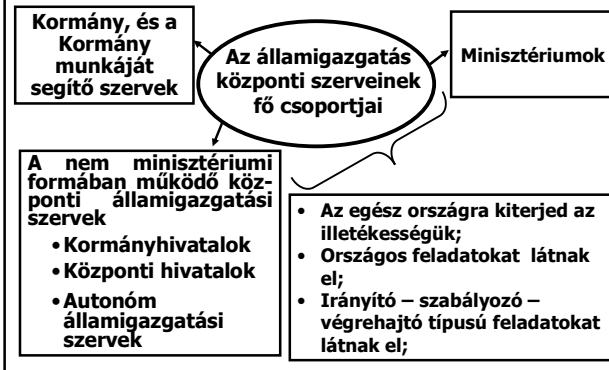 Kormány, és a
Kormány
munkáját
segítő szervek
Az államigazgatás
központi szerveinek
fő csoportjai
Minisztériumok
A nem minisztériumi
formában működő köz-
ponti államigazgatási
szervek
• Kormányhivatalok
• Központi hivatalok
• Autonóm
államigazgatási
szervek
• Az egész országra kiterjed az
illetékességük;
• Országos feladatokat látnak
el;
• Irányító – szabályozó –
végrehajtó típusú feladatokat
látnak el;